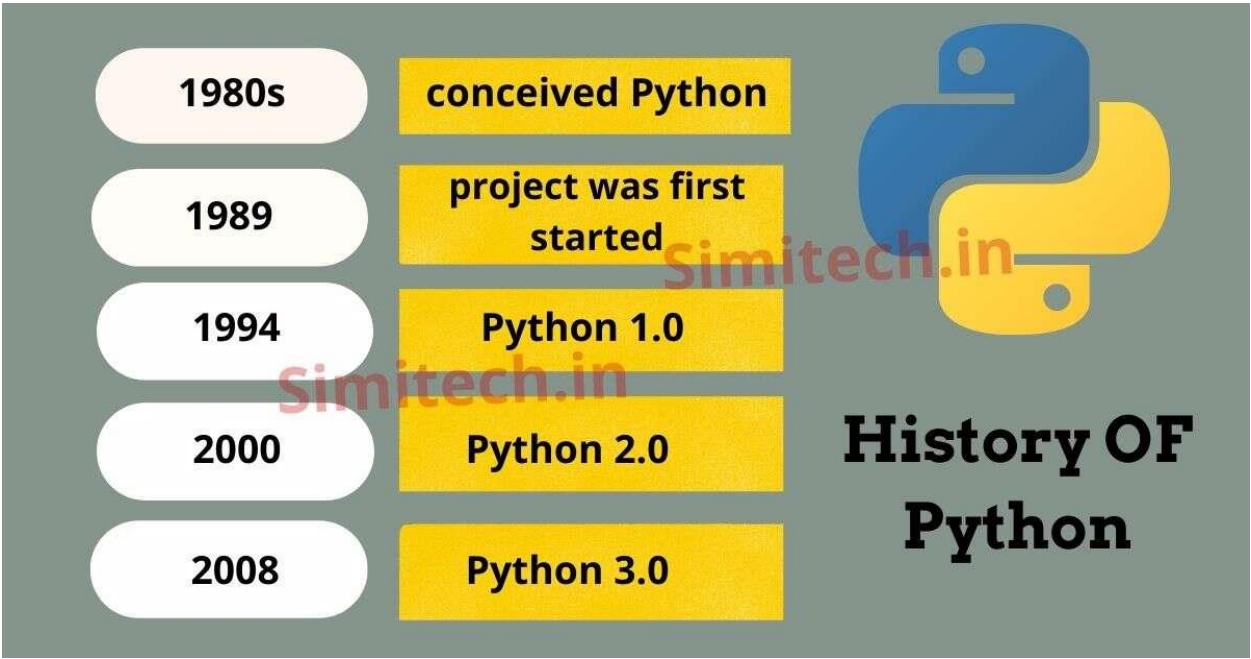 1980s
conceived Python
1989
project was first
started
Simitech.in
1994
Python 1.0
Simitech.in
2000
Python 2.0
2008
Python 3.0
History OF
Python